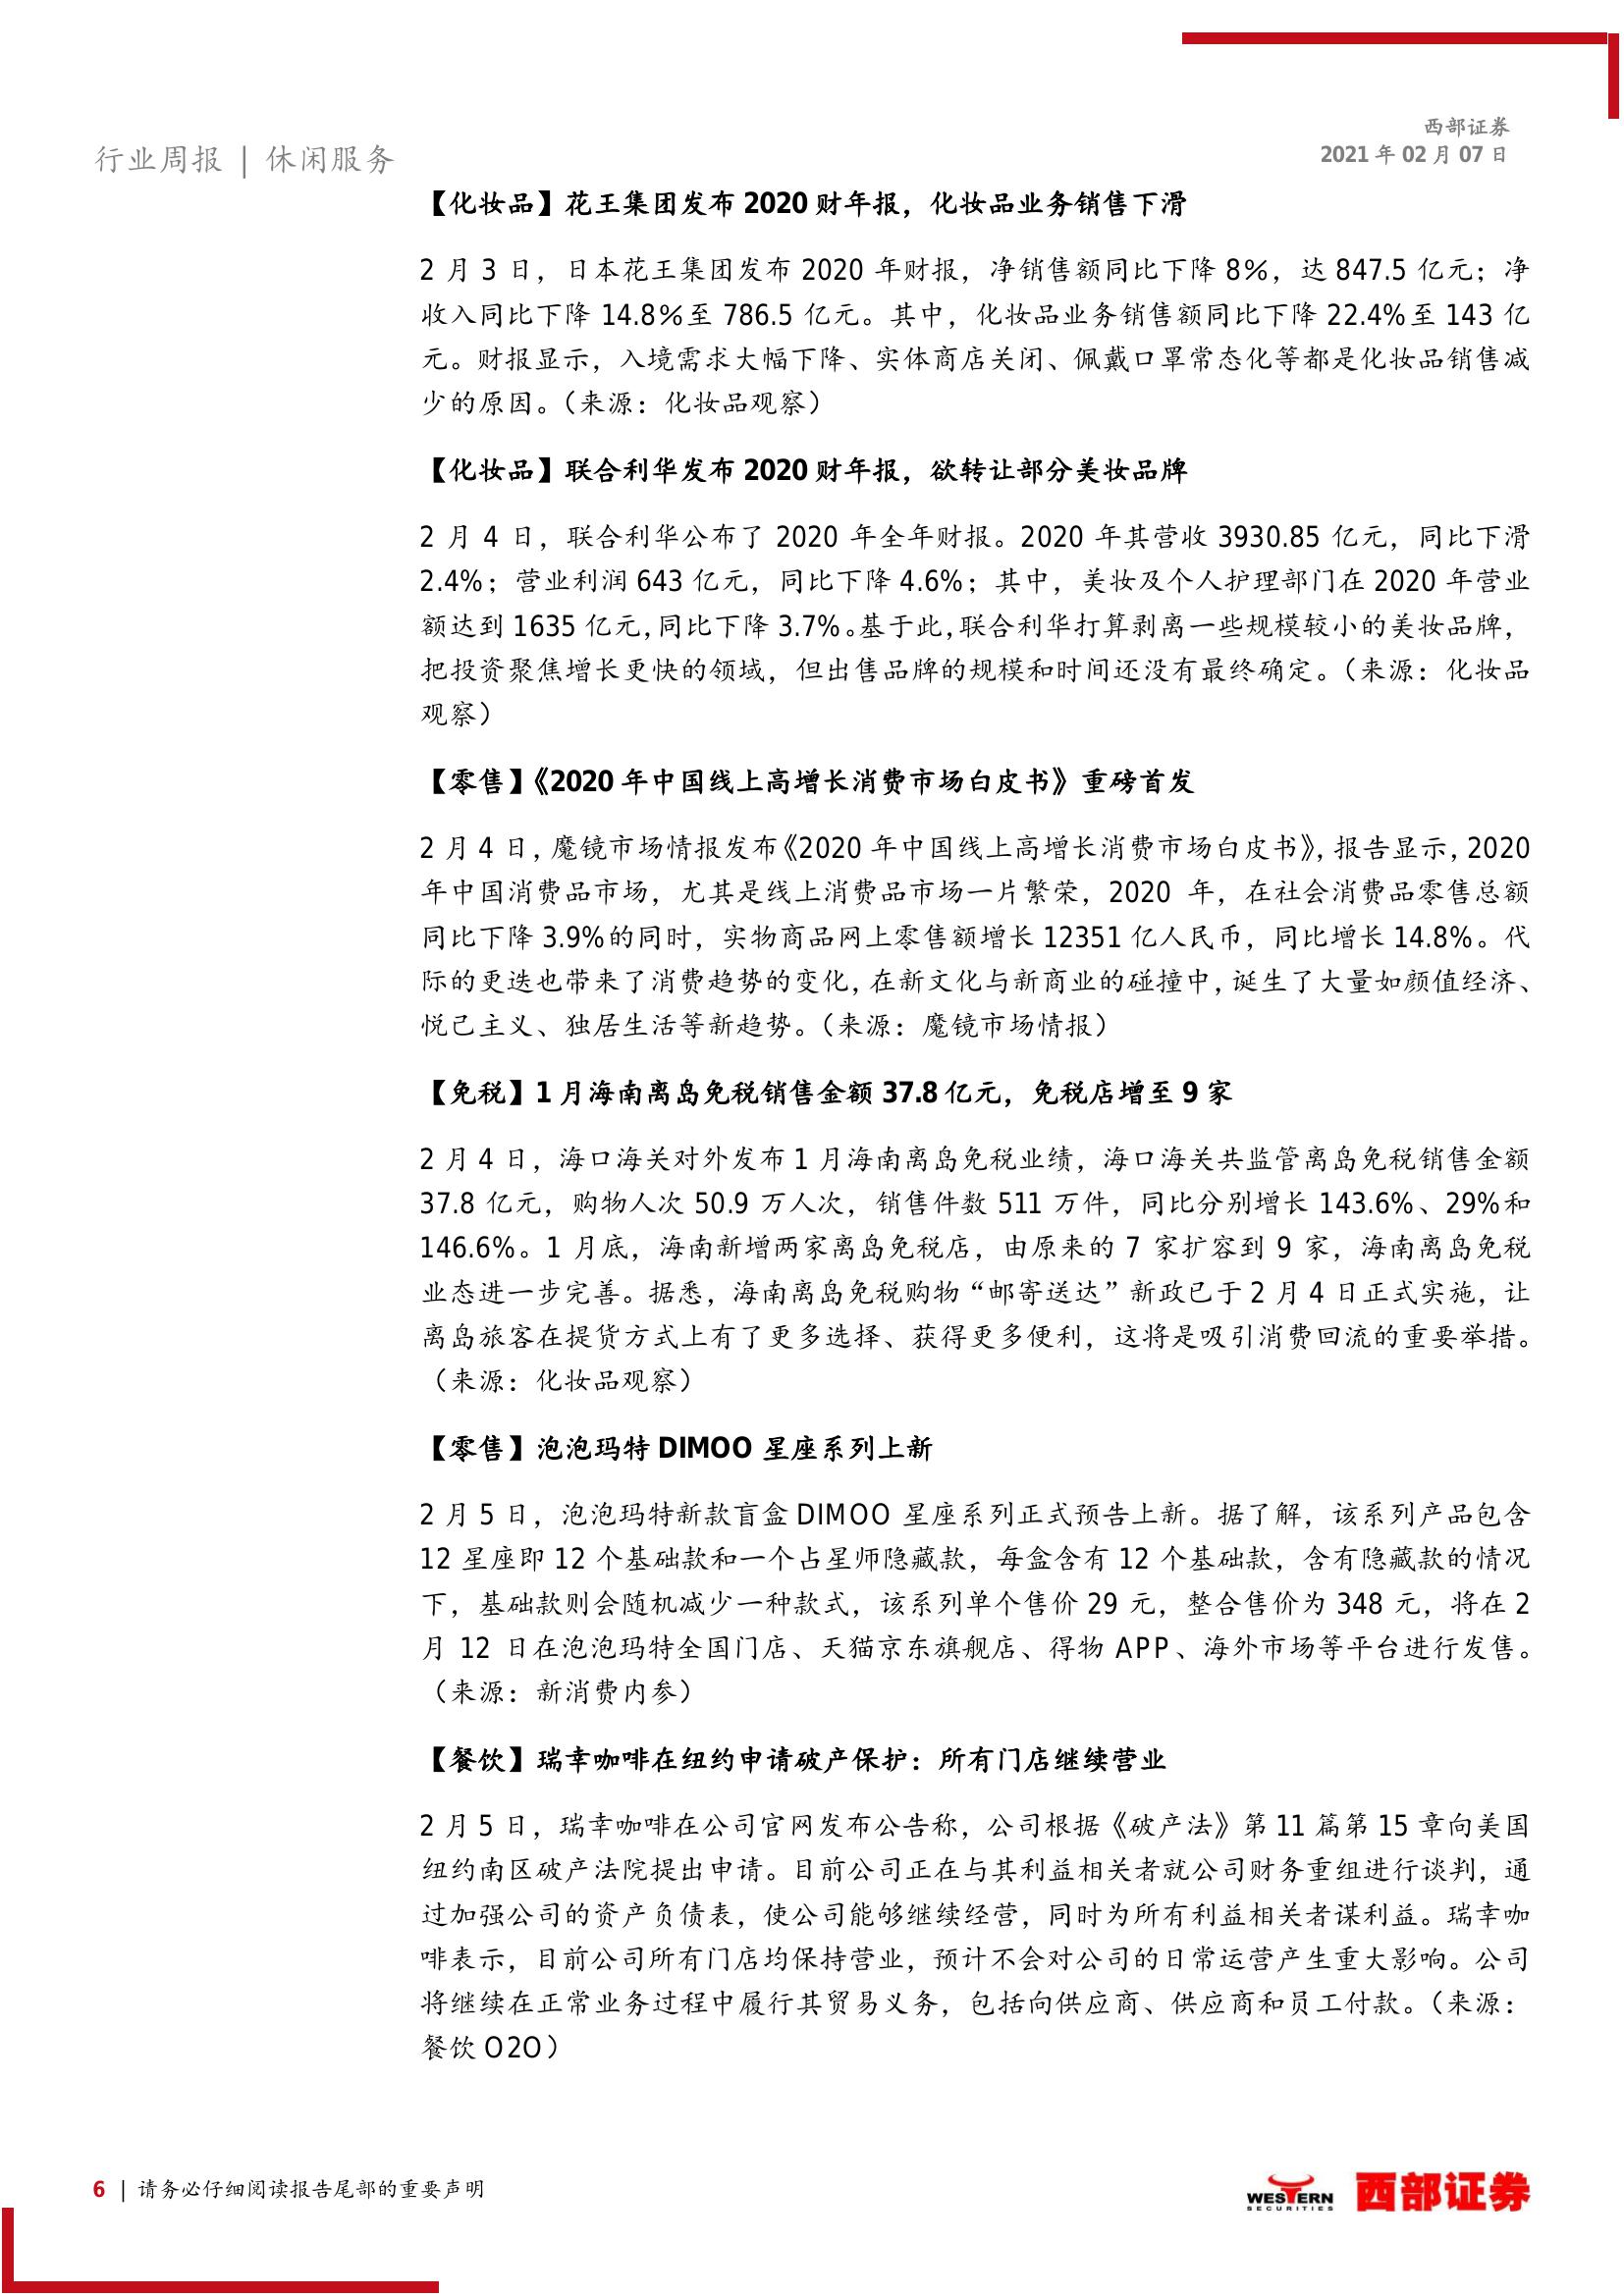 西部证券
行业周报 | 休闲服务
2021 年 02 月 07 日
【化妆品】花王集团发布 2020 财年报，化妆品业务销售下滑
2 月 3 日，日本花王集团发布 2020 年财报，净销售额同比下降 8%，达 847.5 亿元；净
收入同比下降 14.8%至 786.5 亿元。其中，化妆品业务销售额同比下降 22.4%至 143 亿
元。财报显示，入境需求大幅下降、实体商店关闭、佩戴口罩常态化等都是化妆品销售减
少的原因。（来源：化妆品观察）
【化妆品】联合利华发布 2020 财年报，欲转让部分美妆品牌
2 月 4 日，联合利华公布了 2020 年全年财报。2020 年其营收 3930.85 亿元，同比下滑
2.4%；营业利润 643 亿元，同比下降 4.6%；其中，美妆及个人护理部门在 2020 年营业
额达到 1635 亿元，同比下降 3.7%。基于此，联合利华打算剥离一些规模较小的美妆品牌，
把投资聚焦增长更快的领域，但出售品牌的规模和时间还没有最终确定。（来源：化妆品
观察）
【零售】《2020 年中国线上高增长消费市场白皮书》重磅首发
2 月 4 日，魔镜市场情报发布《2020 年中国线上高增长消费市场白皮书》，报告显示，2020
年中国消费品市场，尤其是线上消费品市场一片繁荣，2020 年，在社会消费品零售总额
同比下降 3.9%的同时，实物商品网上零售额增长 12351 亿人民币，同比增长 14.8%。代
际的更迭也带来了消费趋势的变化，在新文化与新商业的碰撞中，诞生了大量如颜值经济、
悦己主义、独居生活等新趋势。（来源：魔镜市场情报）
【免税】1 月海南离岛免税销售金额 37.8 亿元，免税店增至 9 家
2 月 4 日，海口海关对外发布 1 月海南离岛免税业绩，海口海关共监管离岛免税销售金额
37.8 亿元，购物人次 50.9 万人次，销售件数 511 万件，同比分别增长 143.6%、29%和
146.6%。1 月底，海南新增两家离岛免税店，由原来的 7 家扩容到 9 家，海南离岛免税
业态进一步完善。据悉，海南离岛免税购物“邮寄送达”新政已于 2 月 4 日正式实施，让
离岛旅客在提货方式上有了更多选择、获得更多便利，这将是吸引消费回流的重要举措。
（来源：化妆品观察）
【零售】泡泡玛特 DIMOO 星座系列上新
2 月 5 日，泡泡玛特新款盲盒 DIMOO 星座系列正式预告上新。据了解，该系列产品包含
12 星座即 12 个基础款和一个占星师隐藏款，每盒含有 12 个基础款，含有隐藏款的情况
下，基础款则会随机减少一种款式，该系列单个售价 29 元，整合售价为 348 元，将在 2
月 12 日在泡泡玛特全国门店、天猫京东旗舰店、得物 APP、海外市场等平台进行发售。
（来源：新消费内参）
【餐饮】瑞幸咖啡在纽约申请破产保护：所有门店继续营业
2 月 5 日，瑞幸咖啡在公司官网发布公告称，公司根据《破产法》第 11 篇第 15 章向美国
纽约南区破产法院提出申请。目前公司正在与其利益相关者就公司财务重组进行谈判，通
过加强公司的资产负债表，使公司能够继续经营，同时为所有利益相关者谋利益。瑞幸咖
啡表示，目前公司所有门店均保持营业，预计不会对公司的日常运营产生重大影响。公司
将继续在正常业务过程中履行其贸易义务，包括向供应商、供应商和员工付款。（来源：
餐饮 O2O）
6 | 请务必仔细阅读报告尾部的重要声明
WESTERN
SECURITIES
西部证券